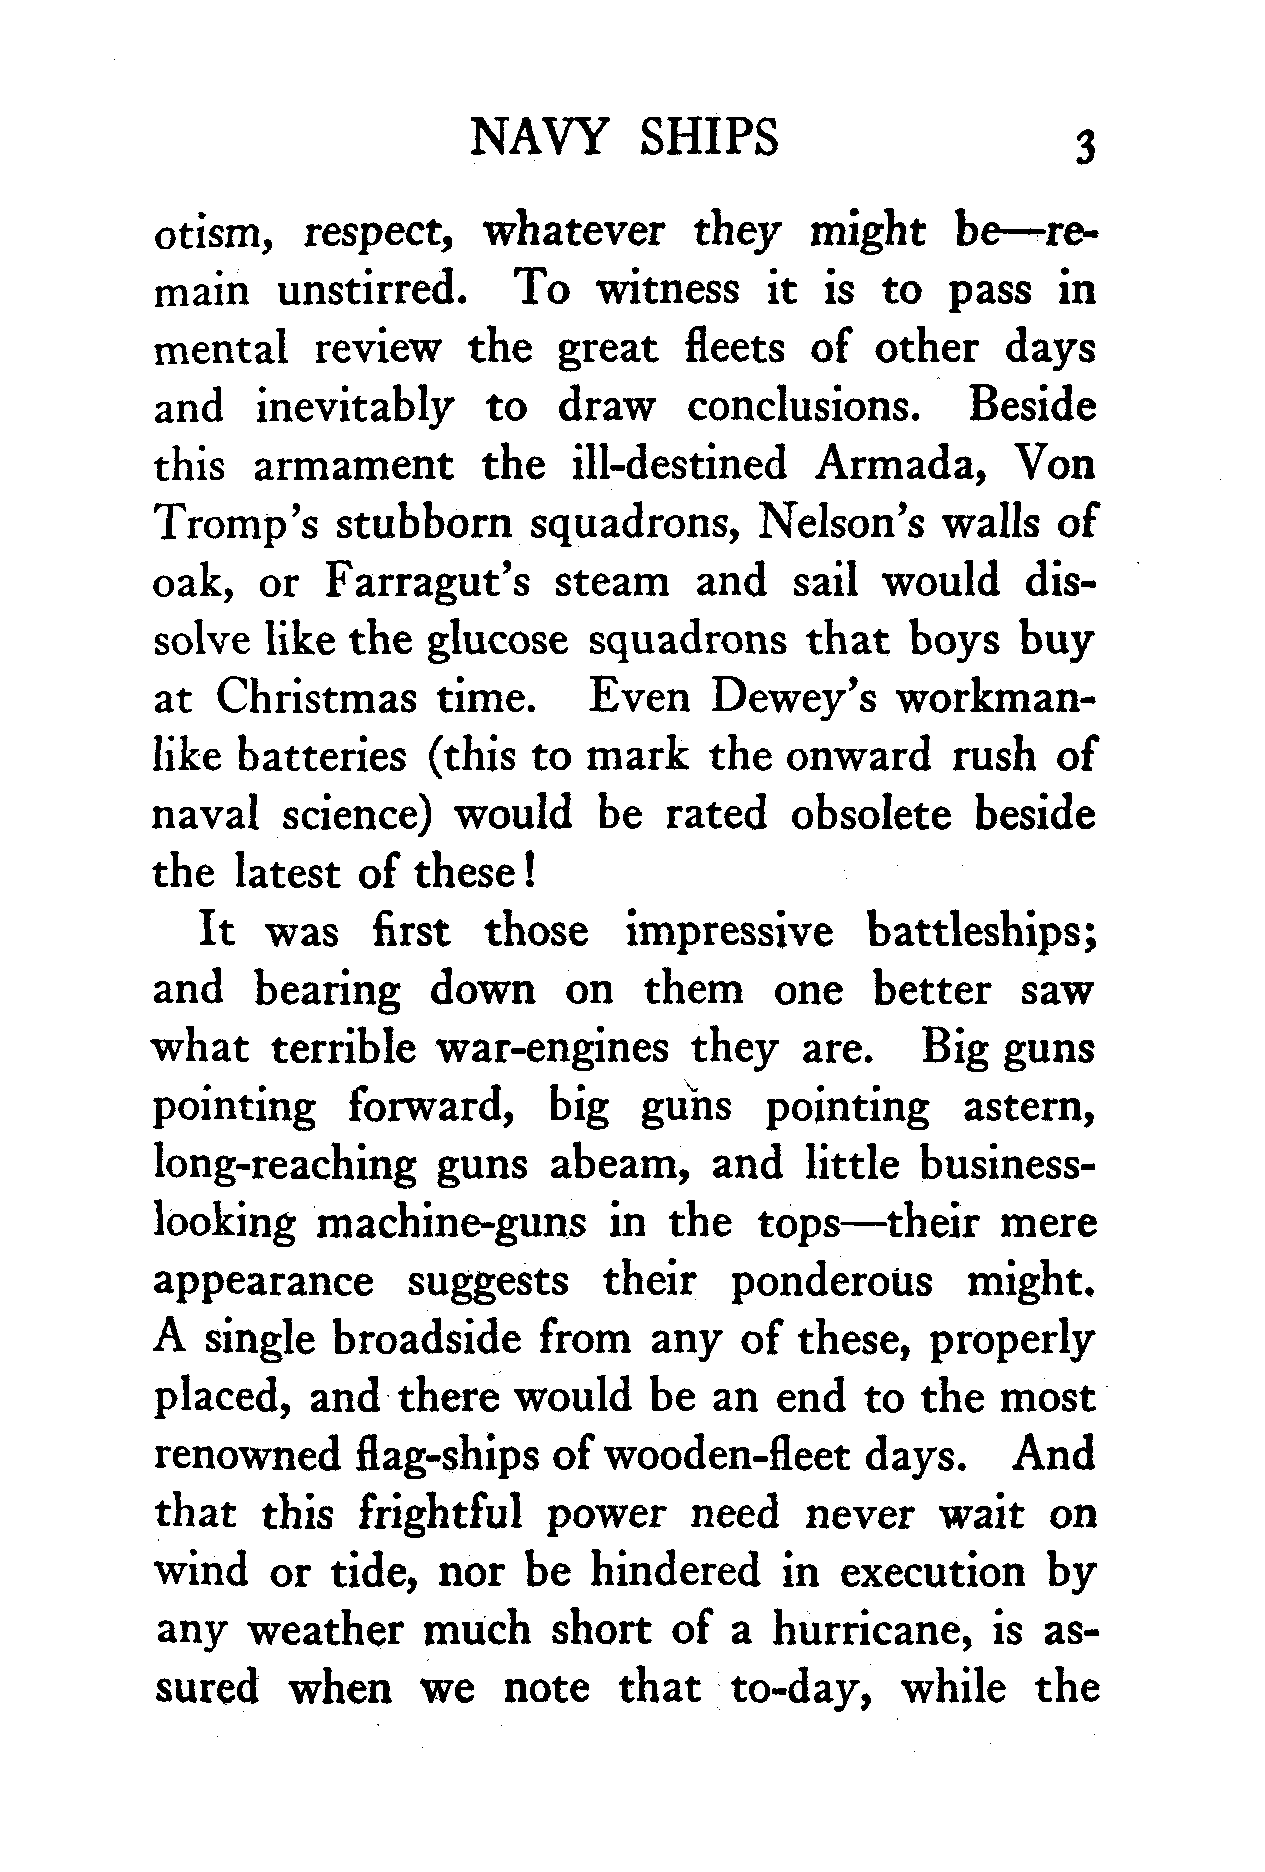 NAVY SHIPS 3
otism, respect, whatever they might be—re-
main unstirred. To witness it is to pass in
mental review the great fleets of other days
and inevitably to draw conclusions. Beside
this armament the ill-destined Armada, Von
Tromp's stubborn squadrons, Nelson's walls of
oak, or Farragut's steam and sail would dis-
solve like the glucose squadrons that boys buy
at Christmas time. Even Dewey's workman-
like batteries (this to mark the onward rush of
naval science) would be rated obsolete beside
the latest of these!
It was first those impressive battleships;
and bearing down on them one better saw
what terrible war-engines they are. Big guns
pointing forward, big guns pointing astern,
long-reaching guns abeam, and little business-
looking machine-guns in the tops—their mere
appearance suggests their ponderous might.
A single broadside from any of these, properly
placed, and there would be an end to the most
renowned flag-ships of wooden-fleet days. And
that this frightful power need never wait on
wind or tide, nor be hindered in execution by
any weather much short of a hurricane, is as-
sured when we note that to-day, while the